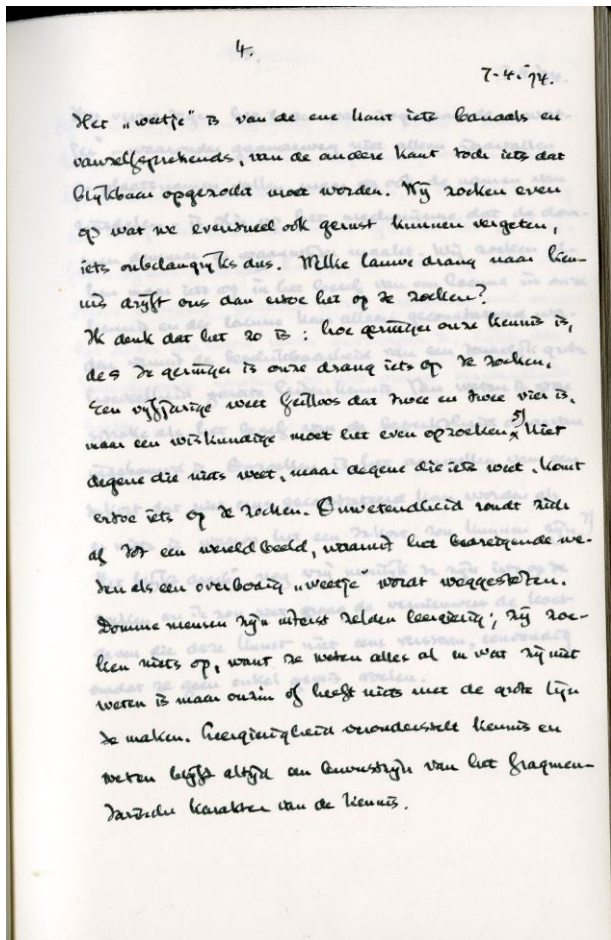 4.
7-4-'74.
Het „weetje” is van de ene kant iets banaals en
vanzelfsprekends, van de andere kant toch iets dat
blijkbaar opgezocht moet worden. Wij zoeken even
op wat we eventueel ook gerust kunnen vergeten,
iets onbelangrijks dus. Welke lauwe drang naar ken-
nis drijft ons dan ertoe het op te zoeken?
Ik denk dat het zo is: hoe geringer onze kennis is,
des te geringer is onze drang iets op te zoeken.
Een vijfjarige weet feilloos dat twee en twee vier is,
maar een wiskundige moet het even opzoeken. 5) Niet
degene die niets weet, maar degene die iets weet, komt
ertoe iets op te zoeken. Onwetendheid rondt zich
af tot een wereldbeeld, waaruit het bedreigende we-
ten als een overbodig „weetje” wordt weggestoten.
Domme mensen zijn uiterst zelden leergierig, zij zoe-
ken niets op, want ze weten alles al en wat zij niet
weten is maar onzin of heeft niets met de grote lijn
te maken. Leergierigheid veronderstelt kennis en
weten blijft altijd een bewustzijn van het fragmen-
tarische karakter van de kennis.